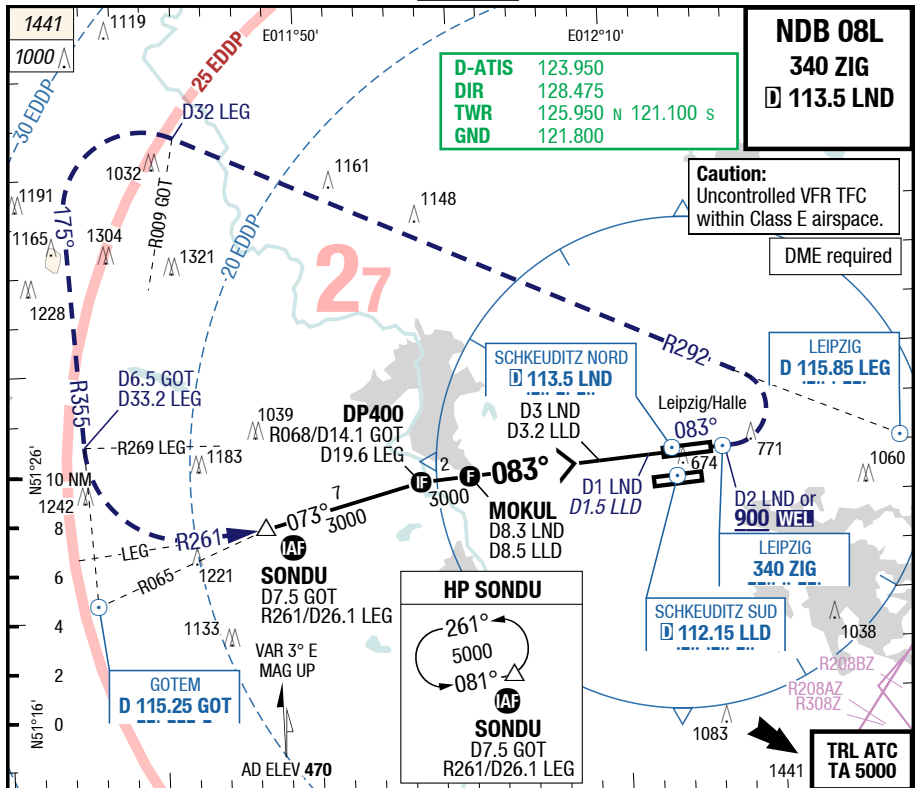 1441
1000
1119
E011°50'
E012°10'
30 EDDP
25 EDDP
20 EDDP
D-ATIS 123.950
DIR 128.475
TWR 125.950 N 121.100 S
GND 121.800
NDB 08L
340 ZIG
D 113.5 LND
D32 LEG
1032
R009 GOT
1161
1148
Caution:
Uncontrolled VFR TFC
within Class E airspace.
DME required
1191
175°
1165
1304
1321
1228
27
R292
LEIPZIG
D 115.85 LEG
SCHKEUDITZ NORD
D 113.5 LND
Leipzig/Halle
083°
771
674
1060
D6.5 GOT
D33.2 LEG
R355
R269 LEG
1039
1183
DP400
R068/D14.1 GOT
D19.6 LEG
D3 LND
D3.2 LLD
N51°26'
10 NM
8
6
4
2
0
N51°16'
1242
IF
2
3000
F
083°
D1 LND
D1.5 LLD
D2 LND or
900 WEL
MOKUL
D8.3 LND
D8.5 LLD
073°
7
3000
R261
LEG
R065
1221
IAF
SONDU
D7.5 GOT
R261/D26.1 LEG
LEIPZIG
340 ZIG
SCHKEUDITZ SUD
D 112.15 LLD
HP SONDU
261°
5000
081°
IAF
SONDU
D7.5 GOT
R261/D26.1 LEG
1133
VAR 3° E
MAG UP
GOTEM
D 115.25 GOT
AD ELEV 470
1038
R208BZ
R208AZ
R308Z
1083
1441
TRL ATC
TA 5000